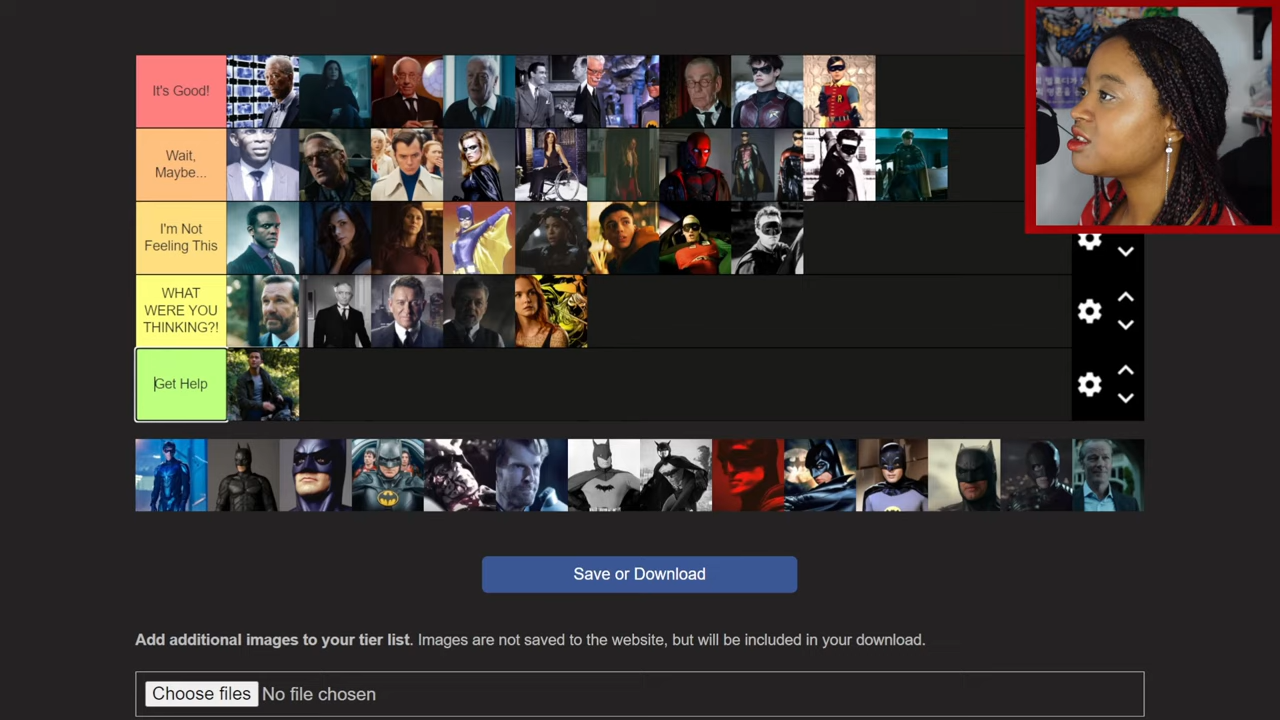 It's Good!
Wait,
Maybe...
I'm Not
Feeling This
WHAT
WERE YOU
THINKING?!
Get Help
Save or Download
Add additional images to your tier list. Images are not saved to the website, but will be included in your download.
Choose files No file chosen